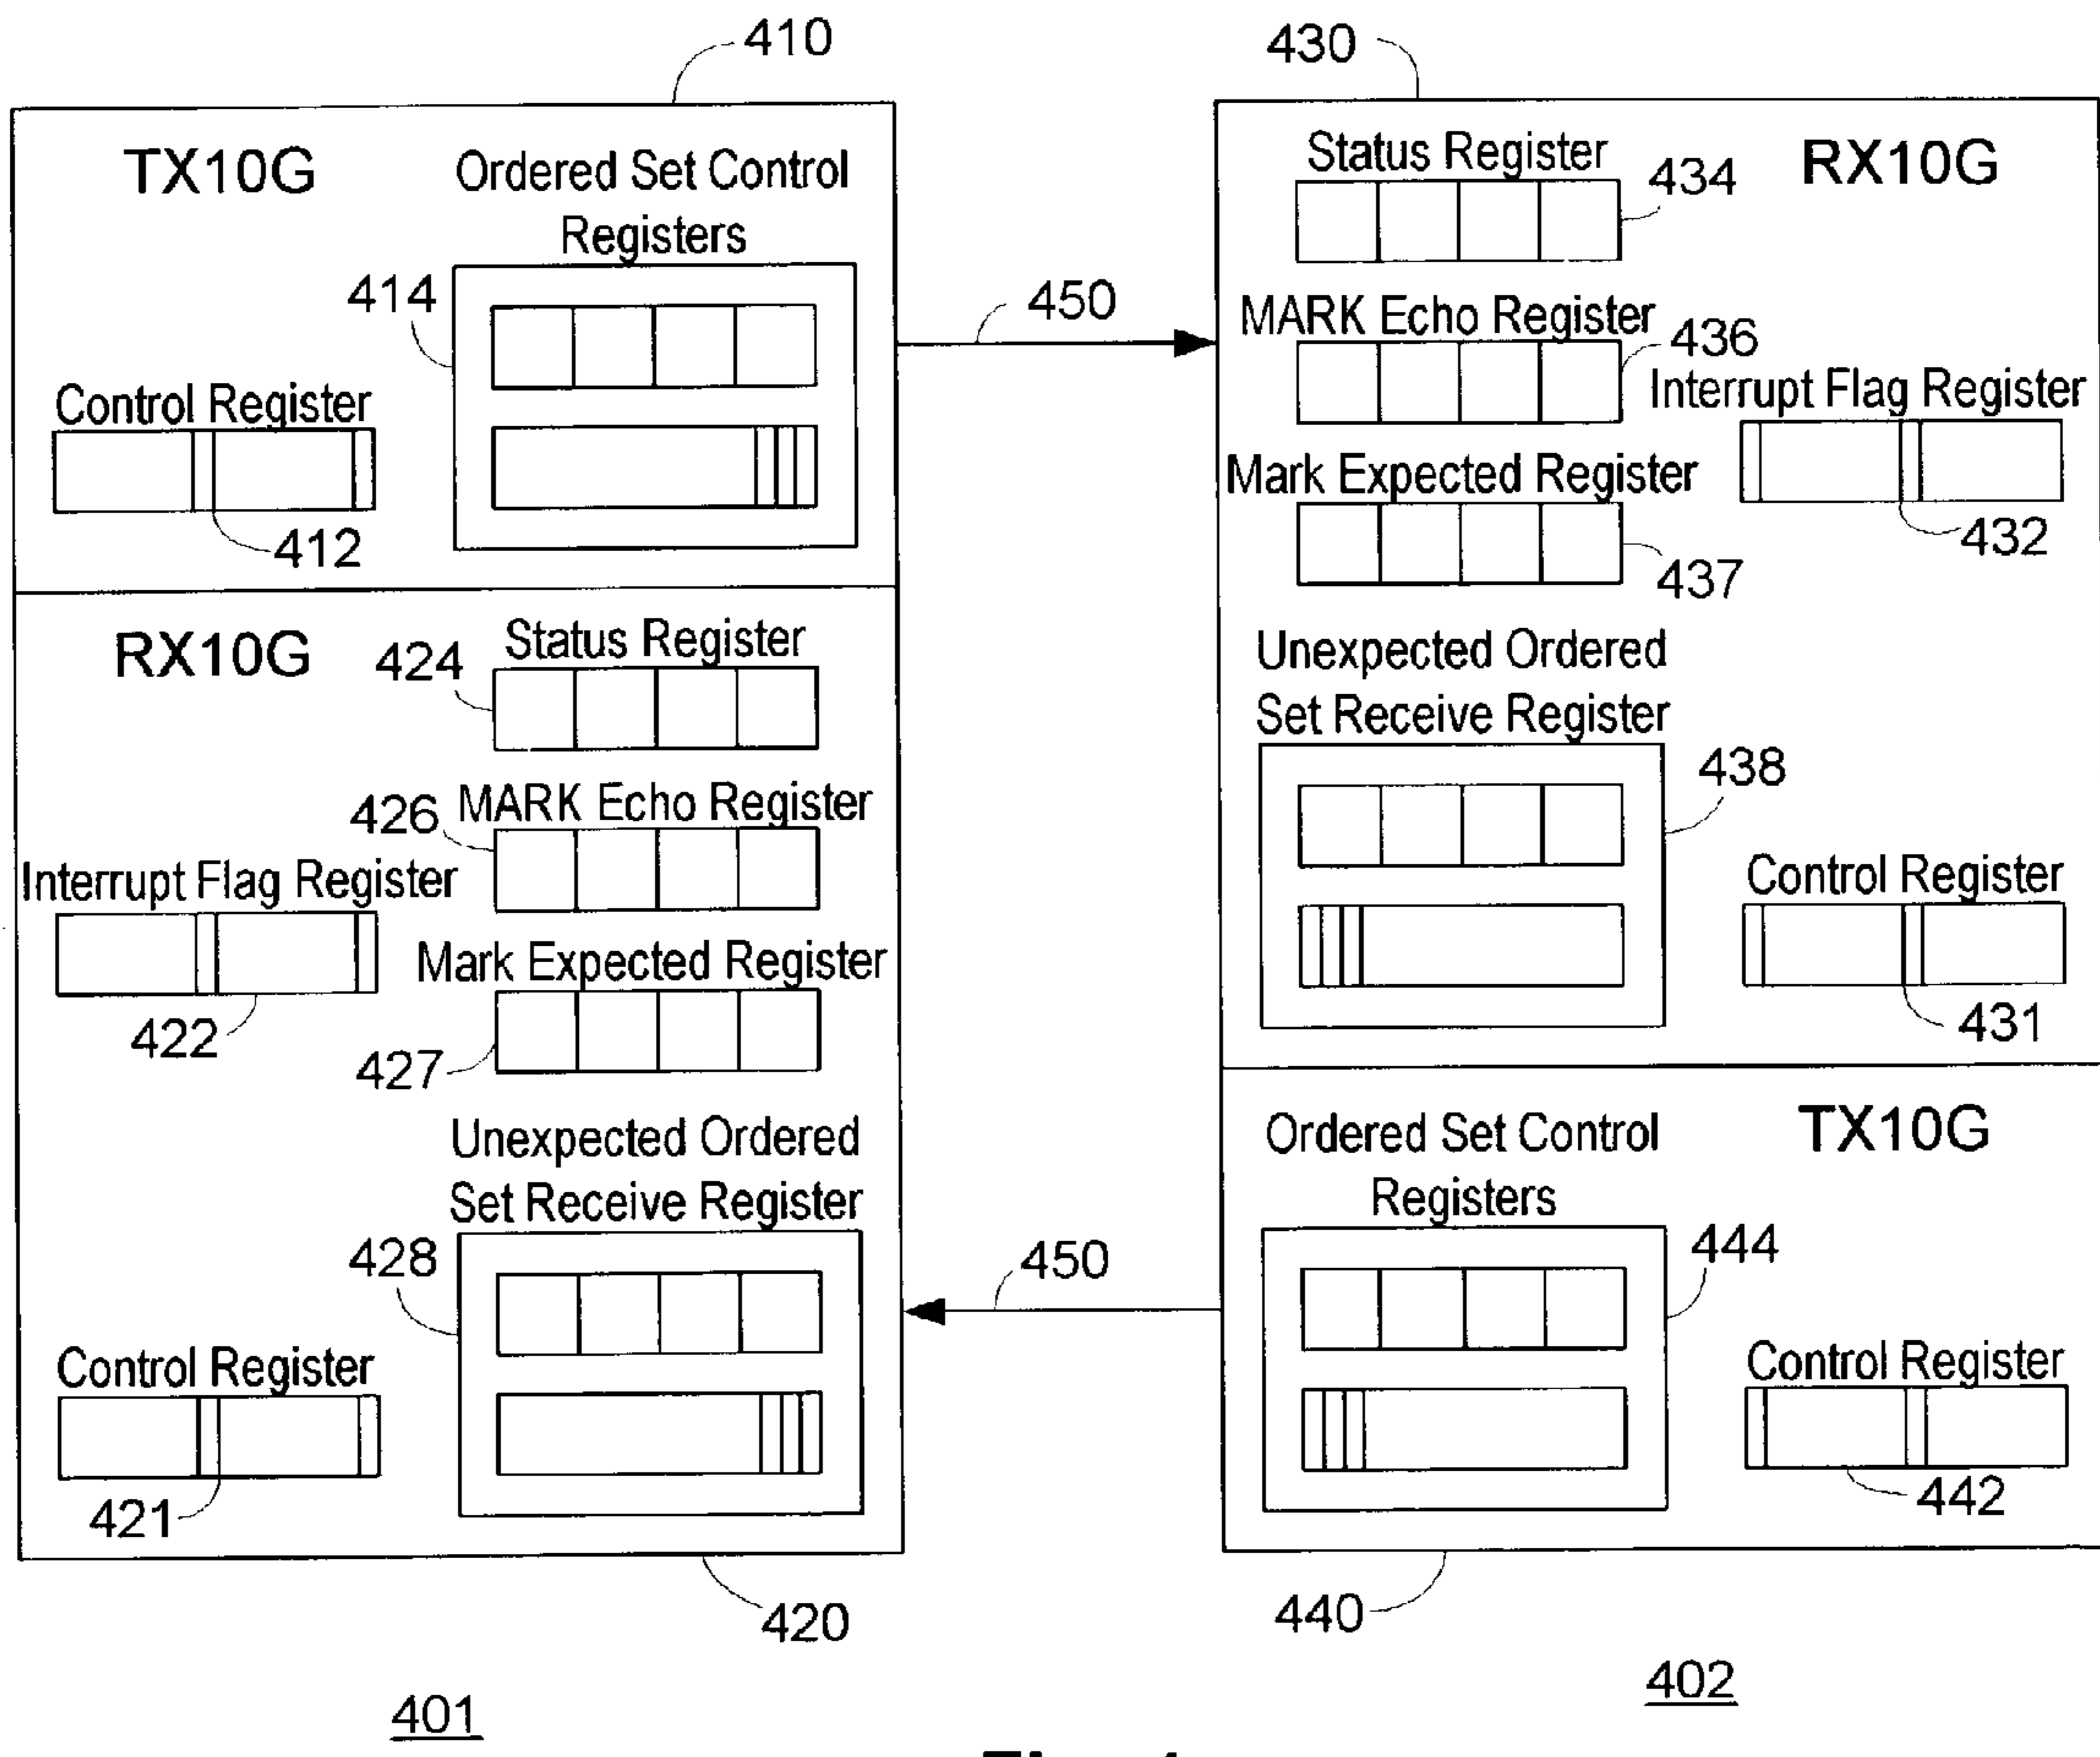 410
TX10G
Ordered Set Control
Registers
414
Control Register
412
RX10G
424
Status Register
426
MARK Echo Register
Interrupt Flag Register
422
Mark Expected Register
427
Unexpected Ordered
Set Receive Register
428
Control Register
421
420
401
450
450
430
Status Register
434
RX10G
MARK Echo Register
436
Interrupt Flag Register
432
Mark Expected Register
437
Unexpected Ordered
Set Receive Register
438
Control Register
431
Ordered Set Control
Registers
TX10G
444
Control Register
442
440
402